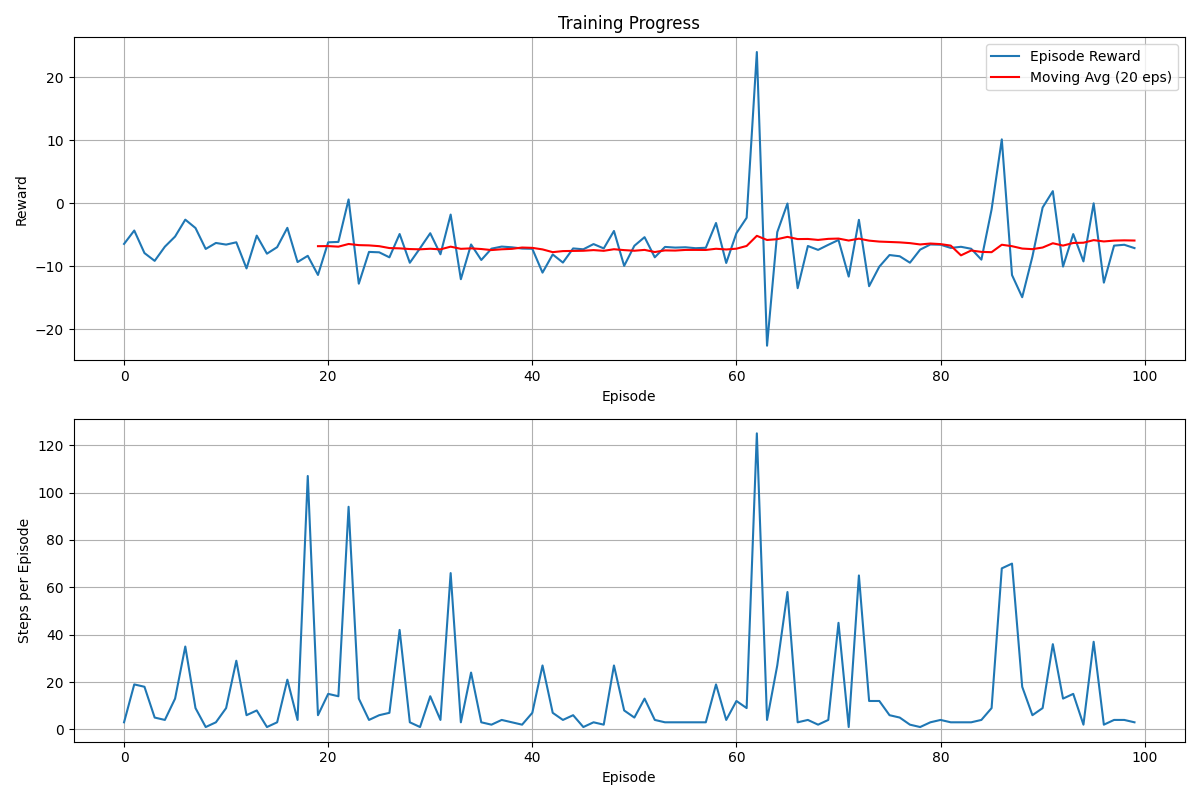 Training Progress
Episode Reward
Moving Avg (20 eps)
20
10
0
−10
−20
Reward
0 20 40 60 80 100
Episode
120
100
80
60
40
20
0
Steps per Episode
0 20 40 60 80 100
Episode